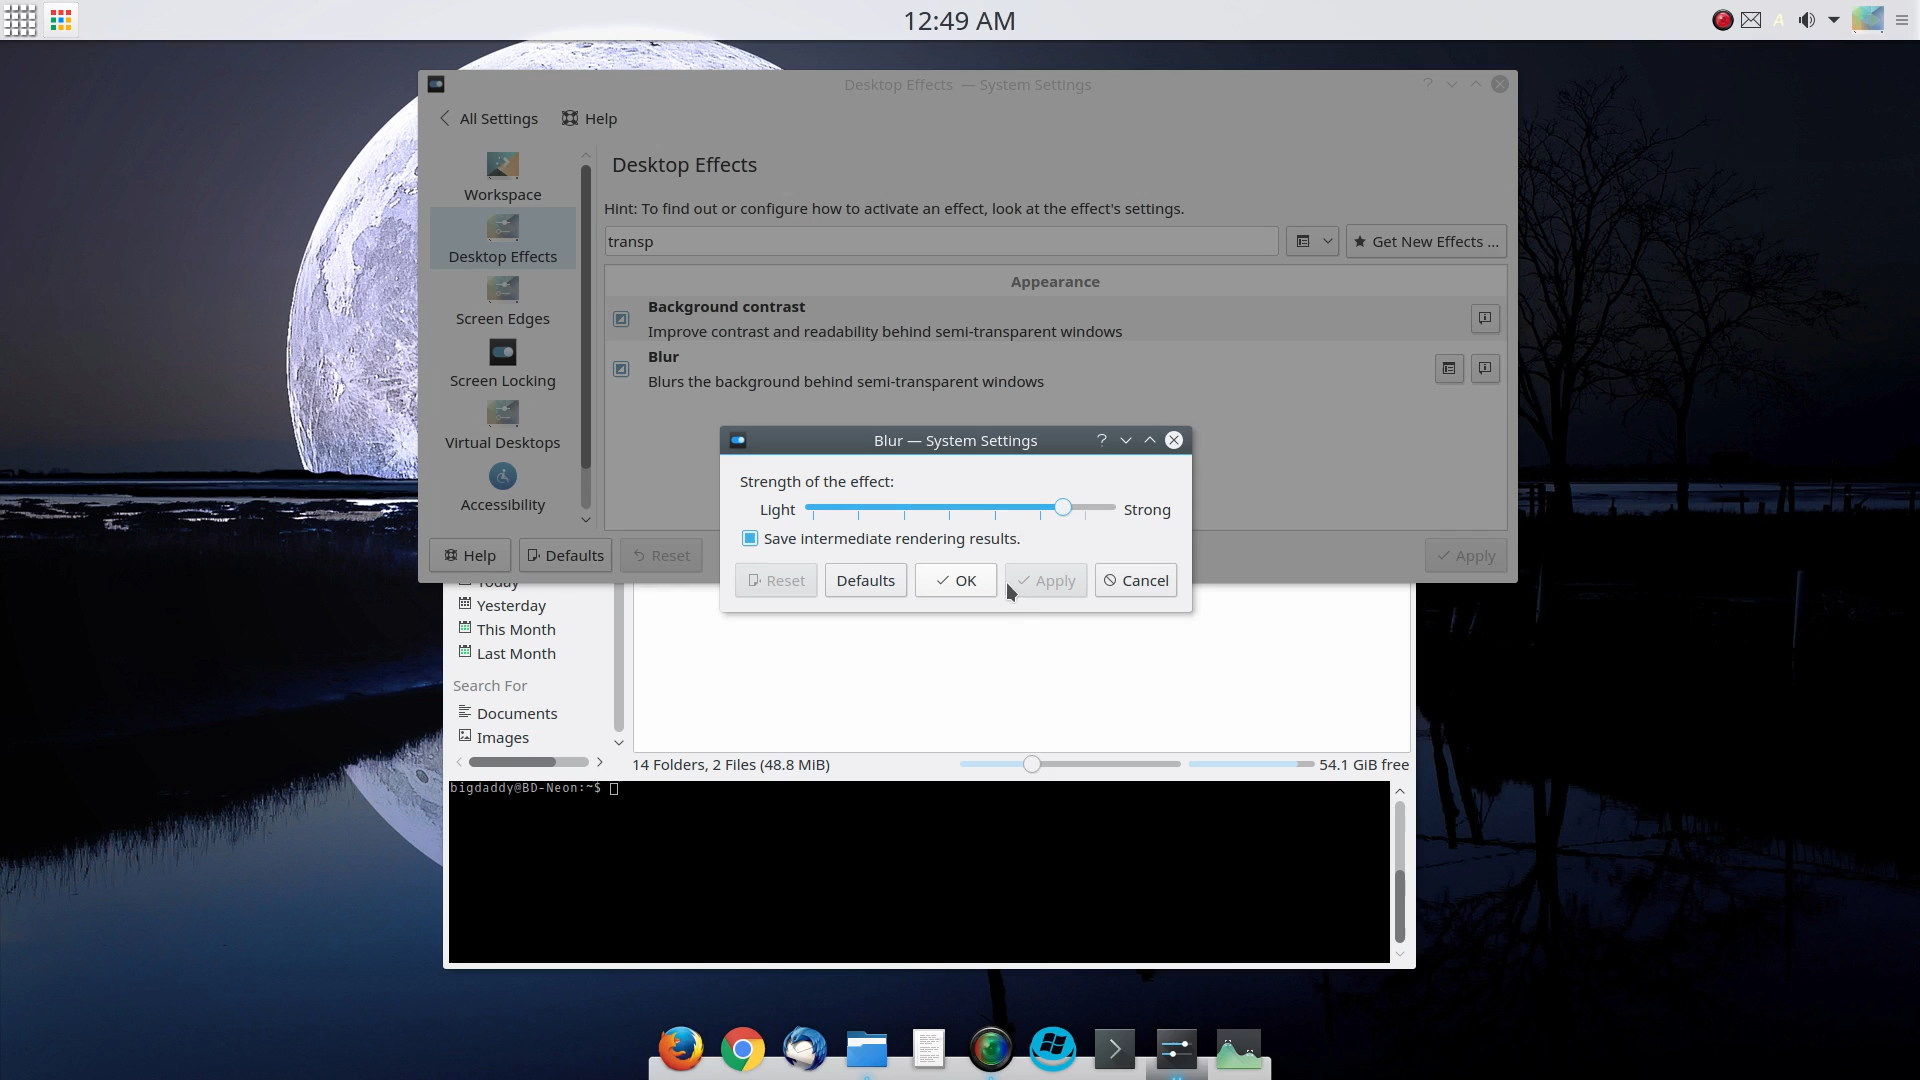 12:49 AM
A
Desktop Effects — System Settings
All Settings
Help
Workspace
Desktop Effects
Screen Edges
Screen Locking
Virtual Desktops
Accessibility
Desktop Effects
Hint: To find out or configure how to activate an effect, look at the effect's settings.
transp
Get New Effects ...
Appearance
Background contrast
Improve contrast and readability behind semi-transparent windows
Blur
Blurs the background behind semi-transparent windows
Help
Defaults
Reset
Apply
Blur — System Settings
Strength of the effect:
Light
Strong
Save intermediate rendering results.
Reset
Defaults
OK
Apply
Cancel
Today
Yesterday
This Month
Last Month
Search For
Documents
Images
14 Folders, 2 Files (48.8 MiB)
54.1 GiB free
bigdaddy@BD-Neon:~$